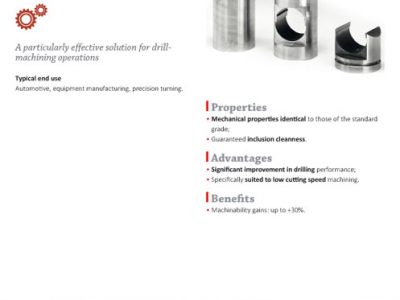 A particularly effective solution for drill-
machining operations
Typical end use
Automotive, equipment manufacturing, precision turning.
Properties
• Mechanical properties identical to those of the standard
grade;
• Guaranteed inclusion cleanness.
Advantages
• Significant improvement in drilling performance;
• Specifically suited to low cutting speed machining.
Benefits
• Machinability gains: up to +30%.